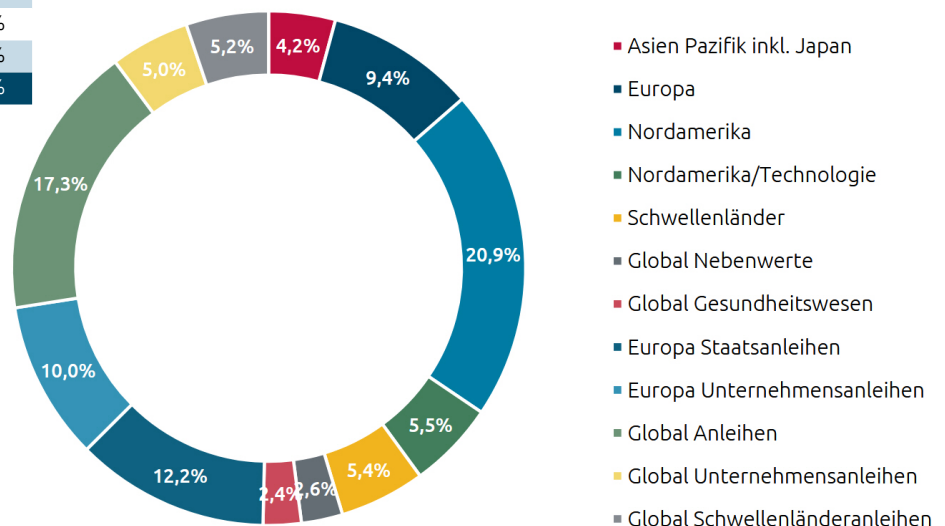 %
%
%
5,2%
4,2%
9,4%
5,0%
17,3%
20,9%
10,0%
5,5%
5,4%
2,6%
2,4%
12,2%
Asien Pazifik inkl. Japan
Europa
Nordamerika
Nordamerika/Technologie
Schwellenländer
Global Nebenwerte
Global Gesundheitswesen
Europa Staatsanleihen
Europa Unternehmensanleihen
Global Anleihen
Global Unternehmensanleihen
Global Schwellenländeranleihen